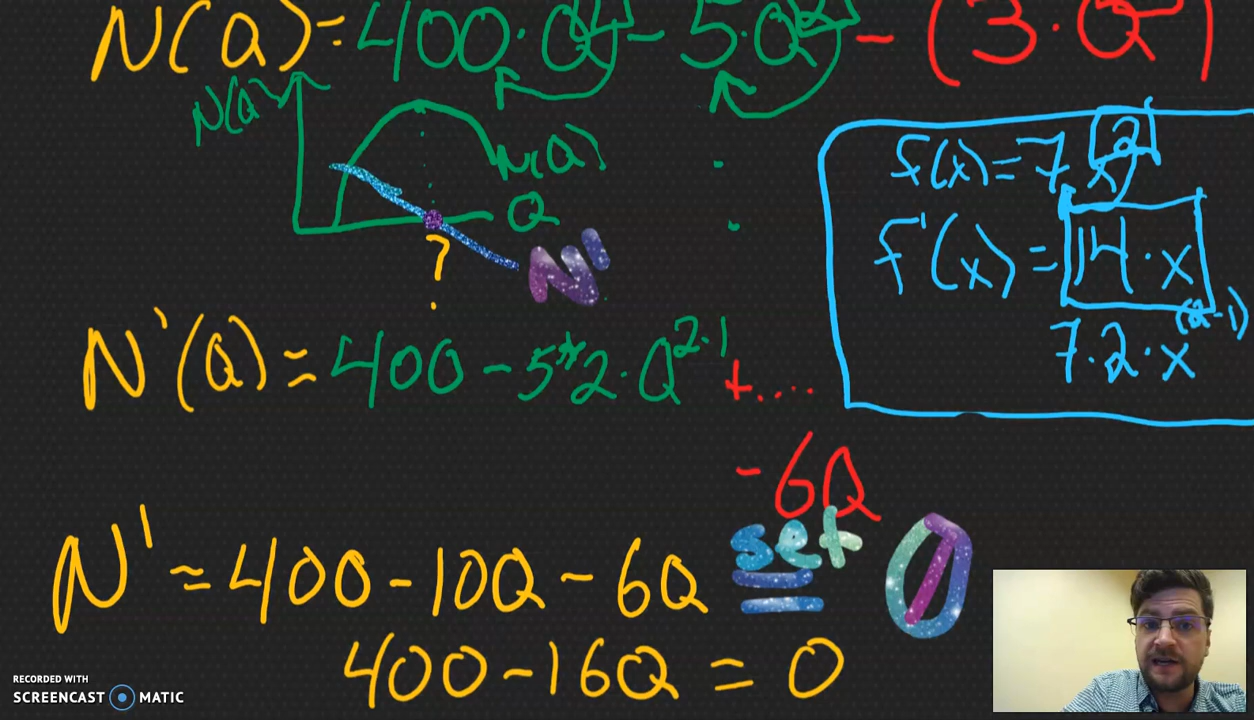 N(Q) = 400·Q - 5·Q² - (3·Q²)
N(Q)
N(Q)
Q
?
N'
f(x) = 7x²
f'(x) = 14·x
7·2·x^(2-1)
N'(Q) = 400 - 5*2·Q^2-1 + ....
- 6Q
N' = 400 - 10Q - 6Q set 0
400 - 16Q = 0
RECORDED WITH
SCREENCAST MATIC